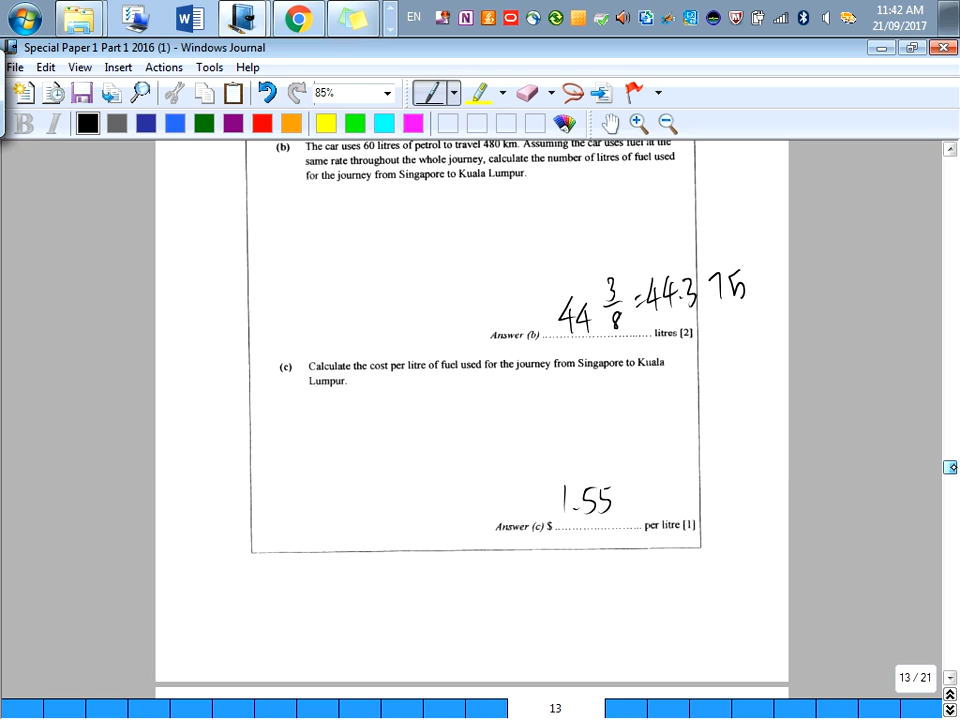 EN
11:42 AM
21/09/2017
Special Paper 1 Part 1 2016 (1) - Windows Journal
File Edit View Insert Actions Tools Help
85%
B I
(b) The car uses 60 litres of petrol to travel 480 km. Assuming the car uses fuel at the
same rate throughout the whole journey, calculate the number of litres of fuel used
for the journey from Singapore to Kuala Lumpur.
44 3/8 = 44.375
Answer (b) .............................. litres [2]
(c) Calculate the cost per litre of fuel used for the journey from Singapore to Kuala
Lumpur.
1.55
Answer (c) $ ........................ per litre [1]
13 / 21
13